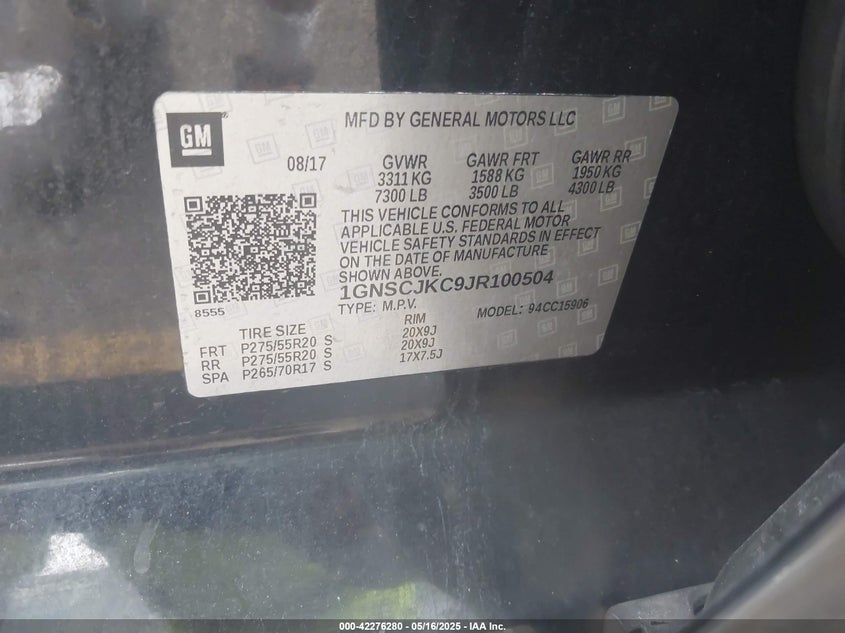 GM
MFD BY GENERAL MOTORS LLC
08/17
GVWR GAWR FRT GAWR RR
3311 KG 1588 KG 1950 KG
7300 LB 3500 LB 4300 LB
THIS VEHICLE CONFORMS TO ALL
APPLICABLE U.S. FEDERAL MOTOR
VEHICLE SAFETY STANDARDS IN EFFECT
ON THE DATE OF MANUFACTURE
SHOWN ABOVE.
1GNSCJKC9JR100504
8555
TYPE: M.P.V. MODEL: 94CC15906
TIRE SIZE RIM
FRT P275/55R20 S 20X9J
RR P275/55R20 S 20X9J
SPA P265/70R17 S 17X7.5J
000-42276280 - 05/16/2025 - IAA Inc.